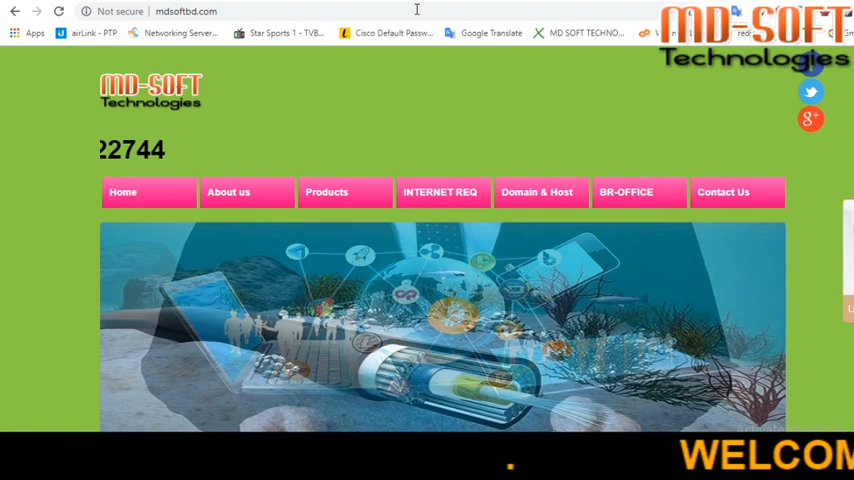 Not secure | mdsoftbd.com
Apps airLink - PTP Networking Server... Star Sports 1 - TVB... Cisco Default Passw... Google Translate MD SOFT TECHNO...
MD-SOFT
Technologies
MD-SOFT
Technologies
22744
Home About us Products INTERNET REQ Domain & Host BR-OFFICE Contact Us
. WELCOM